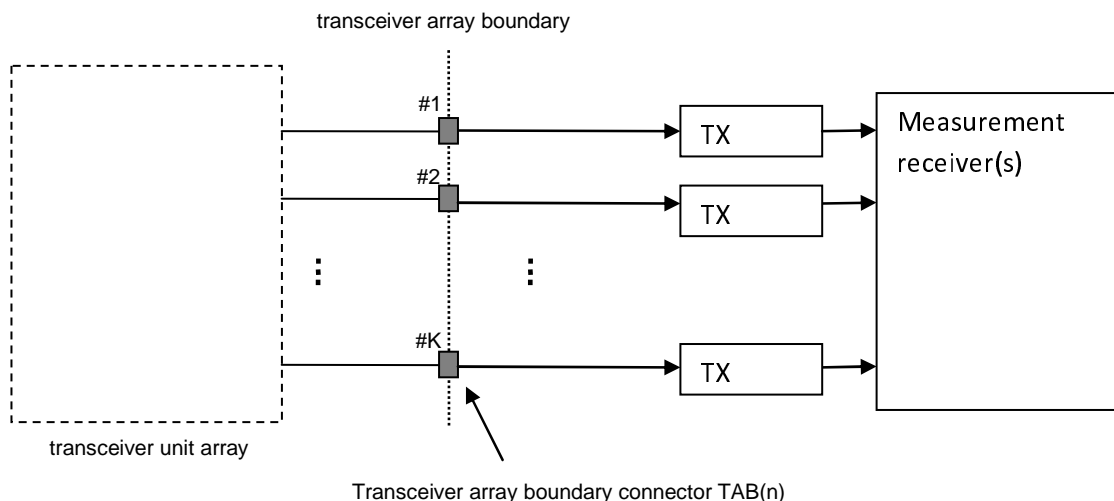 transceiver array boundary
#1
TX
Measurement
receiver(s)
#2
TX
#K
TX
transceiver unit array
Transceiver array boundary connector TAB(n)